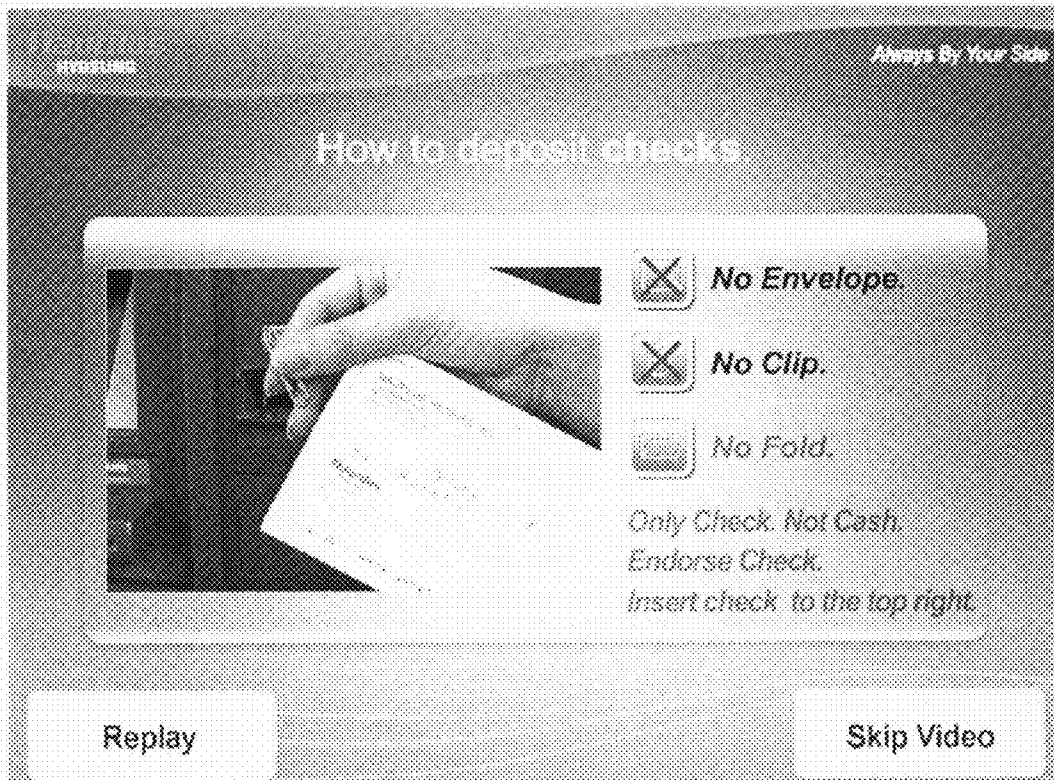 HYOSUNG
Always By Your Side
How to deposit checks.
No Envelope.
No Clip.
No Fold.
Only Check. Not Cash.
Endorse Check.
Insert check to the top right.
Replay
Skip Video